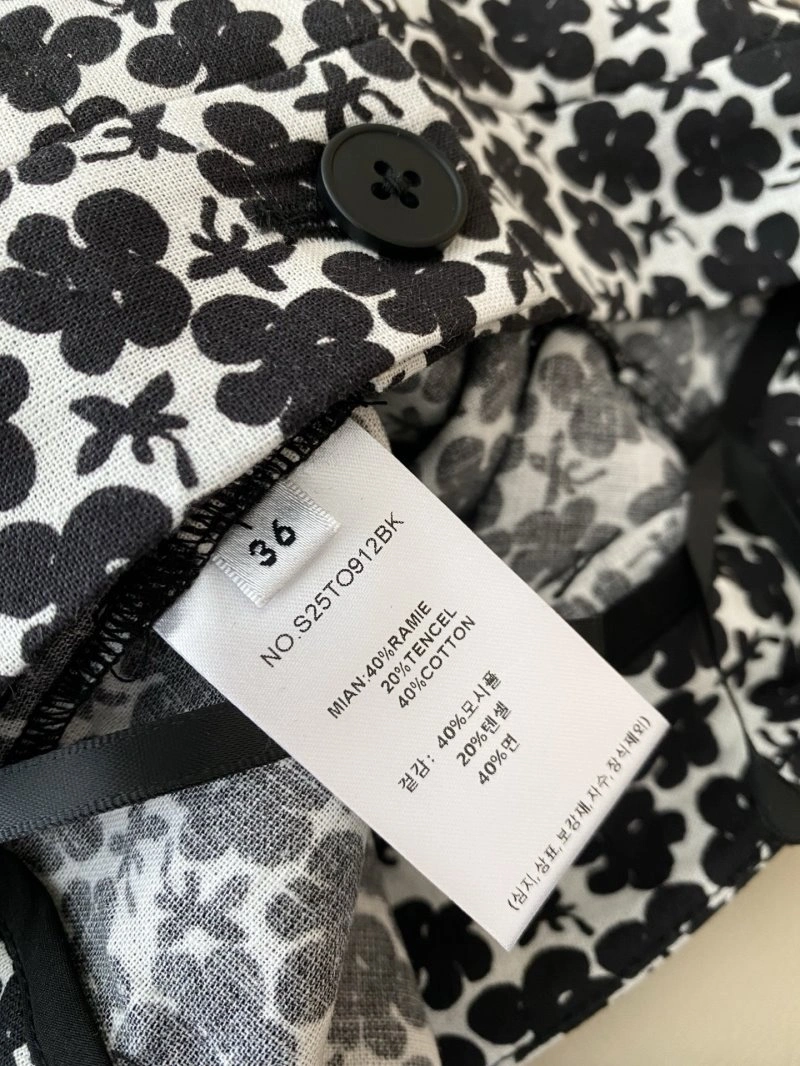 36
NO.S25TO912BK
MIAN:40%RAMIE
20%TENCEL
40%COTTON
겉감: 40%모시풀
20%텐셀
40%면
(심지,상표,보강재,자수,장식제외)